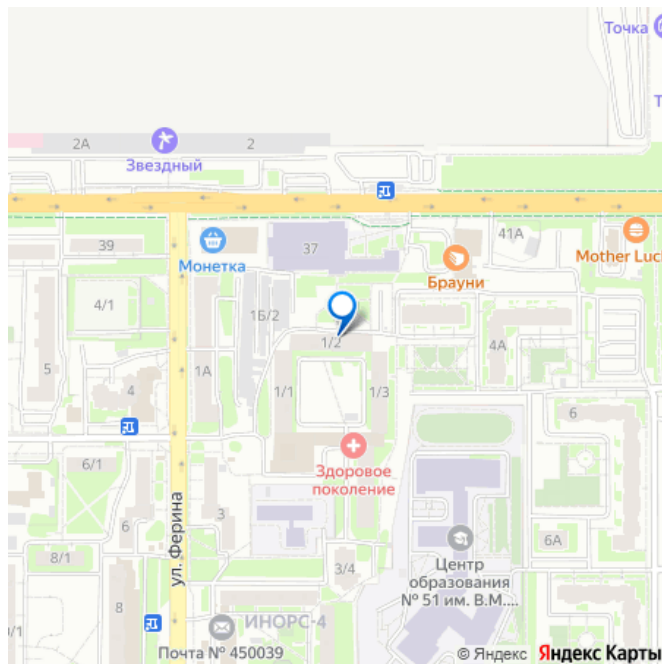 Точка
2А
2
Звездный
39
Монетка
37
41А
Брауни
Mother Luc
4/1
1Б/2
1/2
5
1А
4А
4
1/1
1/3
6
6/1
Здоровое
поколение
ул. Ферина
6
3
8/1
3/4
6А
Центр
образования
№ 51 им. В.М....
8
ИНОРС-4
/1
Почта № 450039
© Яндекс Яндекс Карты